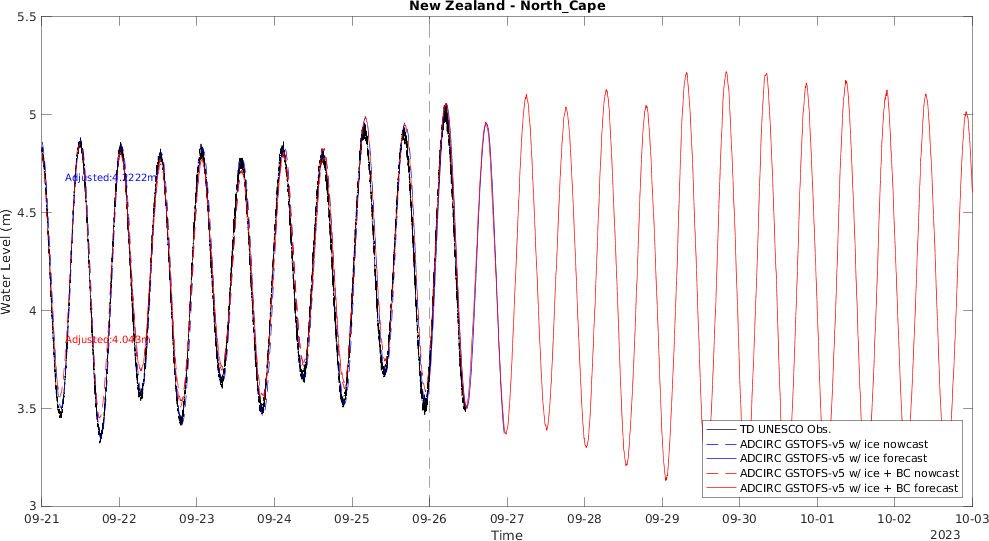 New Zealand - North_Cape
5.5
5
4.5
4
3.5
3
Water Level (m)
Adjusted:4.2222m
Adjusted:4.043m
TD UNESCO Obs.
ADCIRC GSTOFS-v5 w/ ice nowcast
ADCIRC GSTOFS-v5 w/ ice forecast
ADCIRC GSTOFS-v5 w/ ice + BC nowcast
ADCIRC GSTOFS-v5 w/ ice + BC forecast
09-21 09-22 09-23 09-24 09-25 09-26 09-27 09-28 09-29 09-30 10-01 10-02 10-03
Time
2023